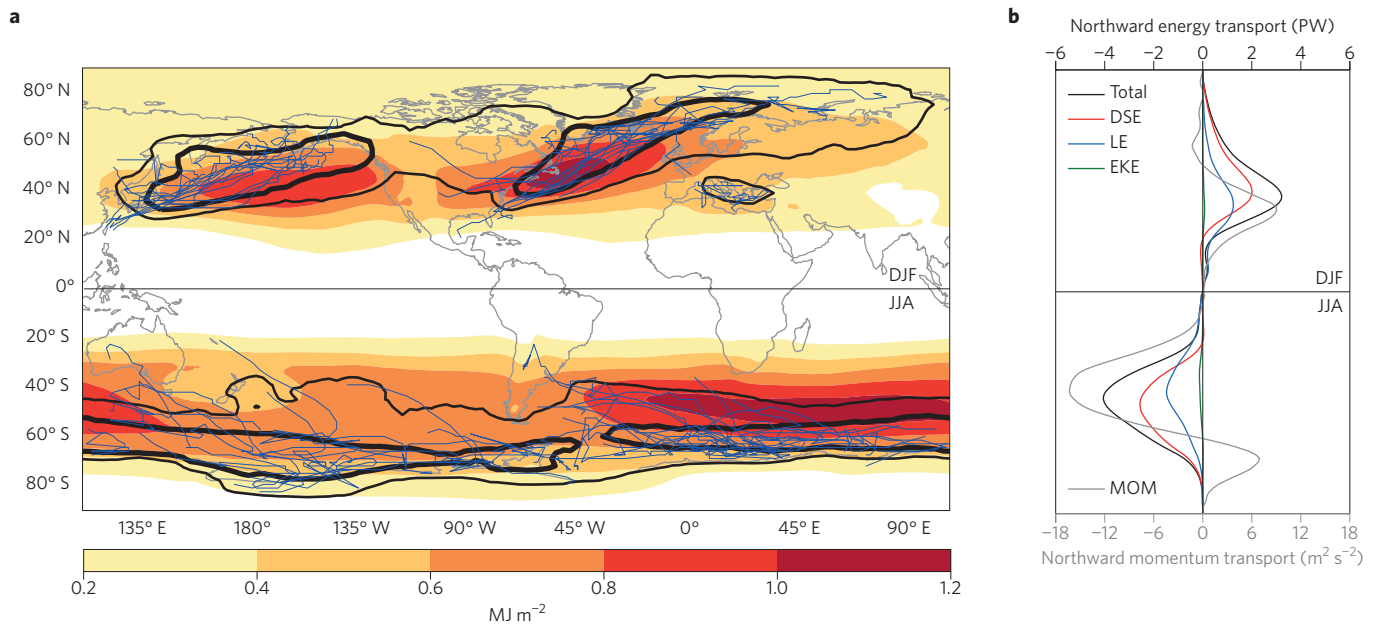 a
80° N
60° N
40° N
20° N
0°
20° S
40° S
60° S
80° S
DJF
JJA
135° E 180° 135° W 90° W 45° W 0° 45° E 90° E
0.2 0.4 0.6 0.8 1.0 1.2
MJ m⁻²
b
Northward energy transport (PW)
−6 −4 −2 0 2 4 6
Total
DSE
LE
EKE
DJF
JJA
MOM
−18 −12 −6 0 6 12 18
Northward momentum transport (m² s⁻²)